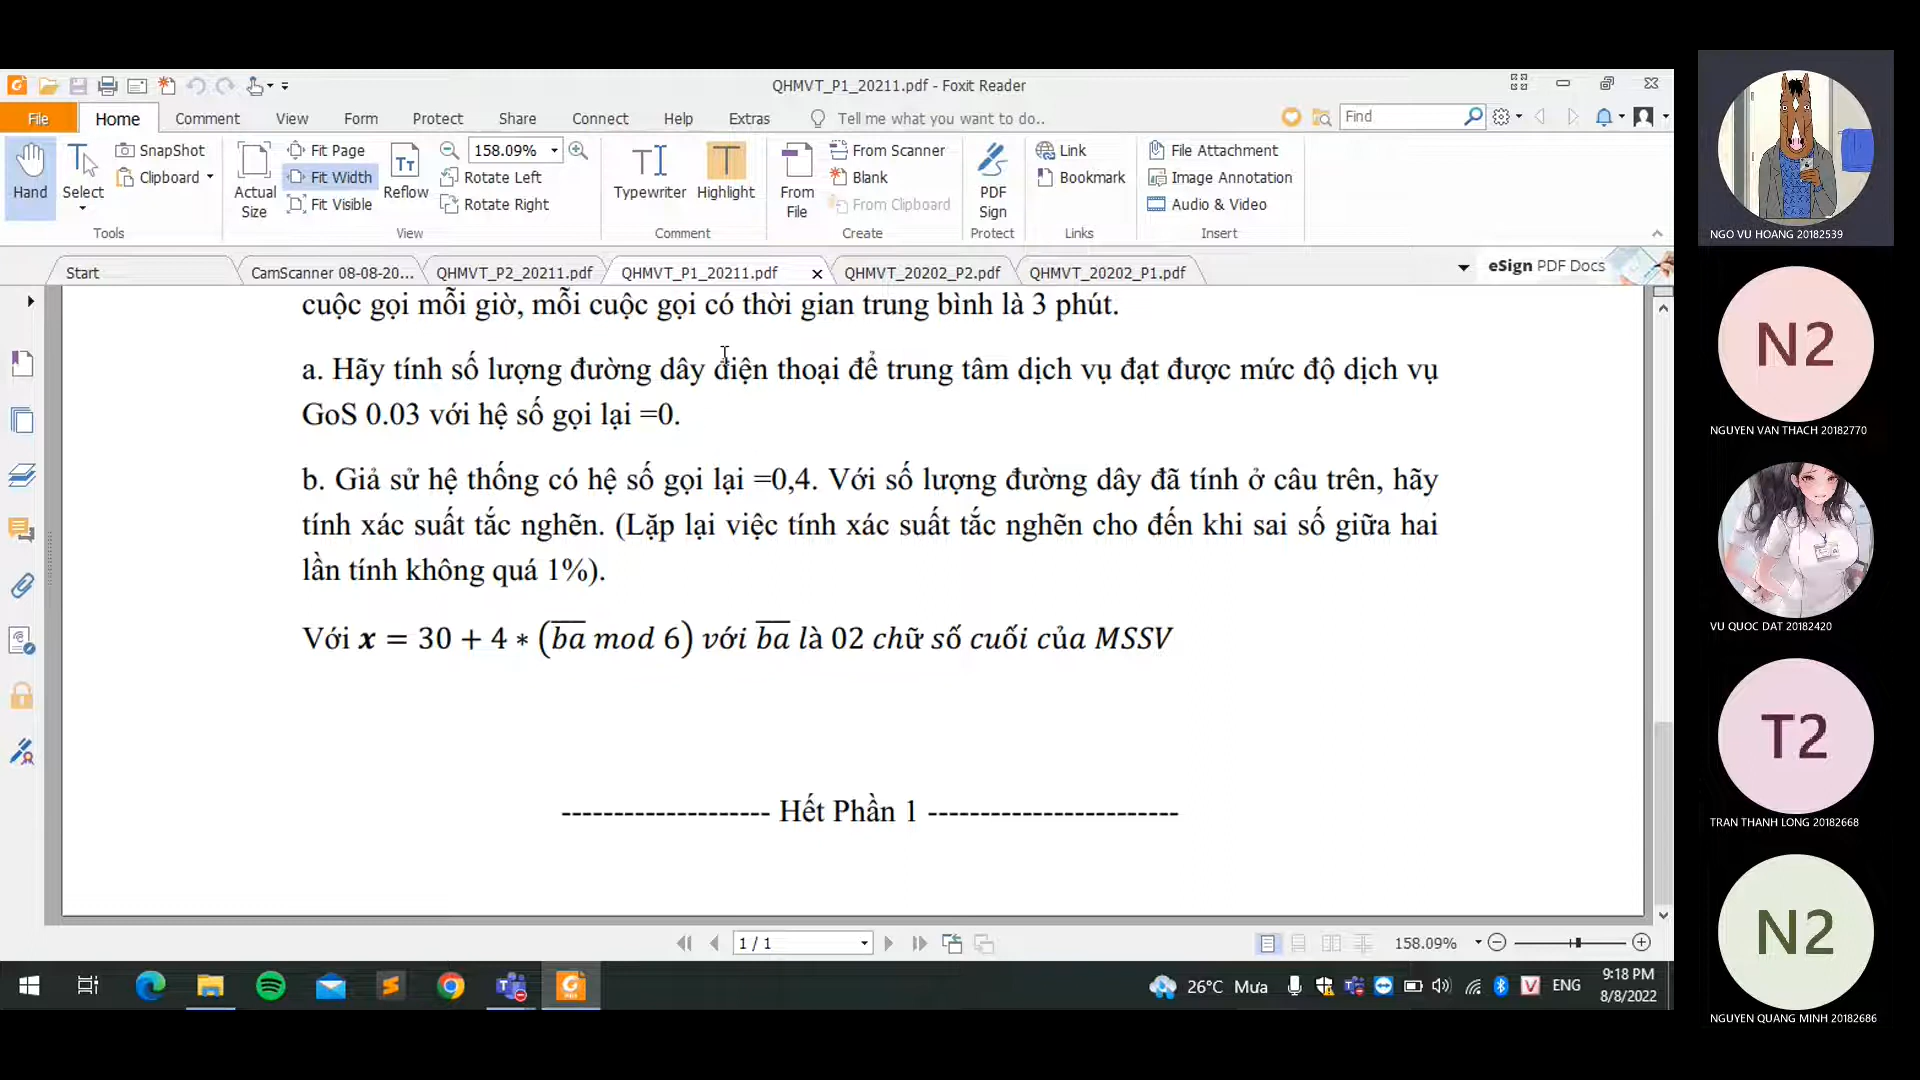 QHMVT_P1_20211.pdf - Foxit Reader
File Home Comment View Form Protect Share Connect Help Extras Tell me what you want to do.. Find
Hand
Select
SnapShot
Clipboard
Tools
Actual Size
Fit Page
Fit Width
Fit Visible
Reflow
158.09%
Rotate Left
Rotate Right
View
Typewriter
Highlight
Comment
From File
From Scanner
Blank
From Clipboard
Create
PDF Sign
Protect
Link
Bookmark
Links
File Attachment
Image Annotation
Audio & Video
Insert
Start CamScanner 08-08-20... QHMVT_P2_20211.pdf QHMVT_P1_20211.pdf QHMVT_20202_P2.pdf QHMVT_20202_P1.pdf eSign PDF Docs
cuộc gọi mỗi giờ, mỗi cuộc gọi có thời gian trung bình là 3 phút.
a. Hãy tính số lượng đường dây điện thoại để trung tâm dịch vụ đạt được mức độ dịch vụ
GoS 0.03 với hệ số gọi lại =0.
b. Giả sử hệ thống có hệ số gọi lại =0,4. Với số lượng đường dây đã tính ở câu trên, hãy
tính xác suất tắc nghẽn. (Lặp lại việc tính xác suất tắc nghẽn cho đến khi sai số giữa hai
lần tính không quá 1%).
Với x = 30 + 4 ∗ (b̅a̅ mod 6) với b̅a̅ là 02 chữ số cuối của MSSV
-------------------- Hết Phần 1 ------------------------
1 / 1
158.09%
26°C Mưa
ENG
9:18 PM
8/8/2022
NGO VU HOANG 20182539
N2
NGUYEN VAN THACH 20182770
VU QUOC DAT 20182420
T2
TRAN THANH LONG 20182668
N2
NGUYEN QUANG MINH 20182686